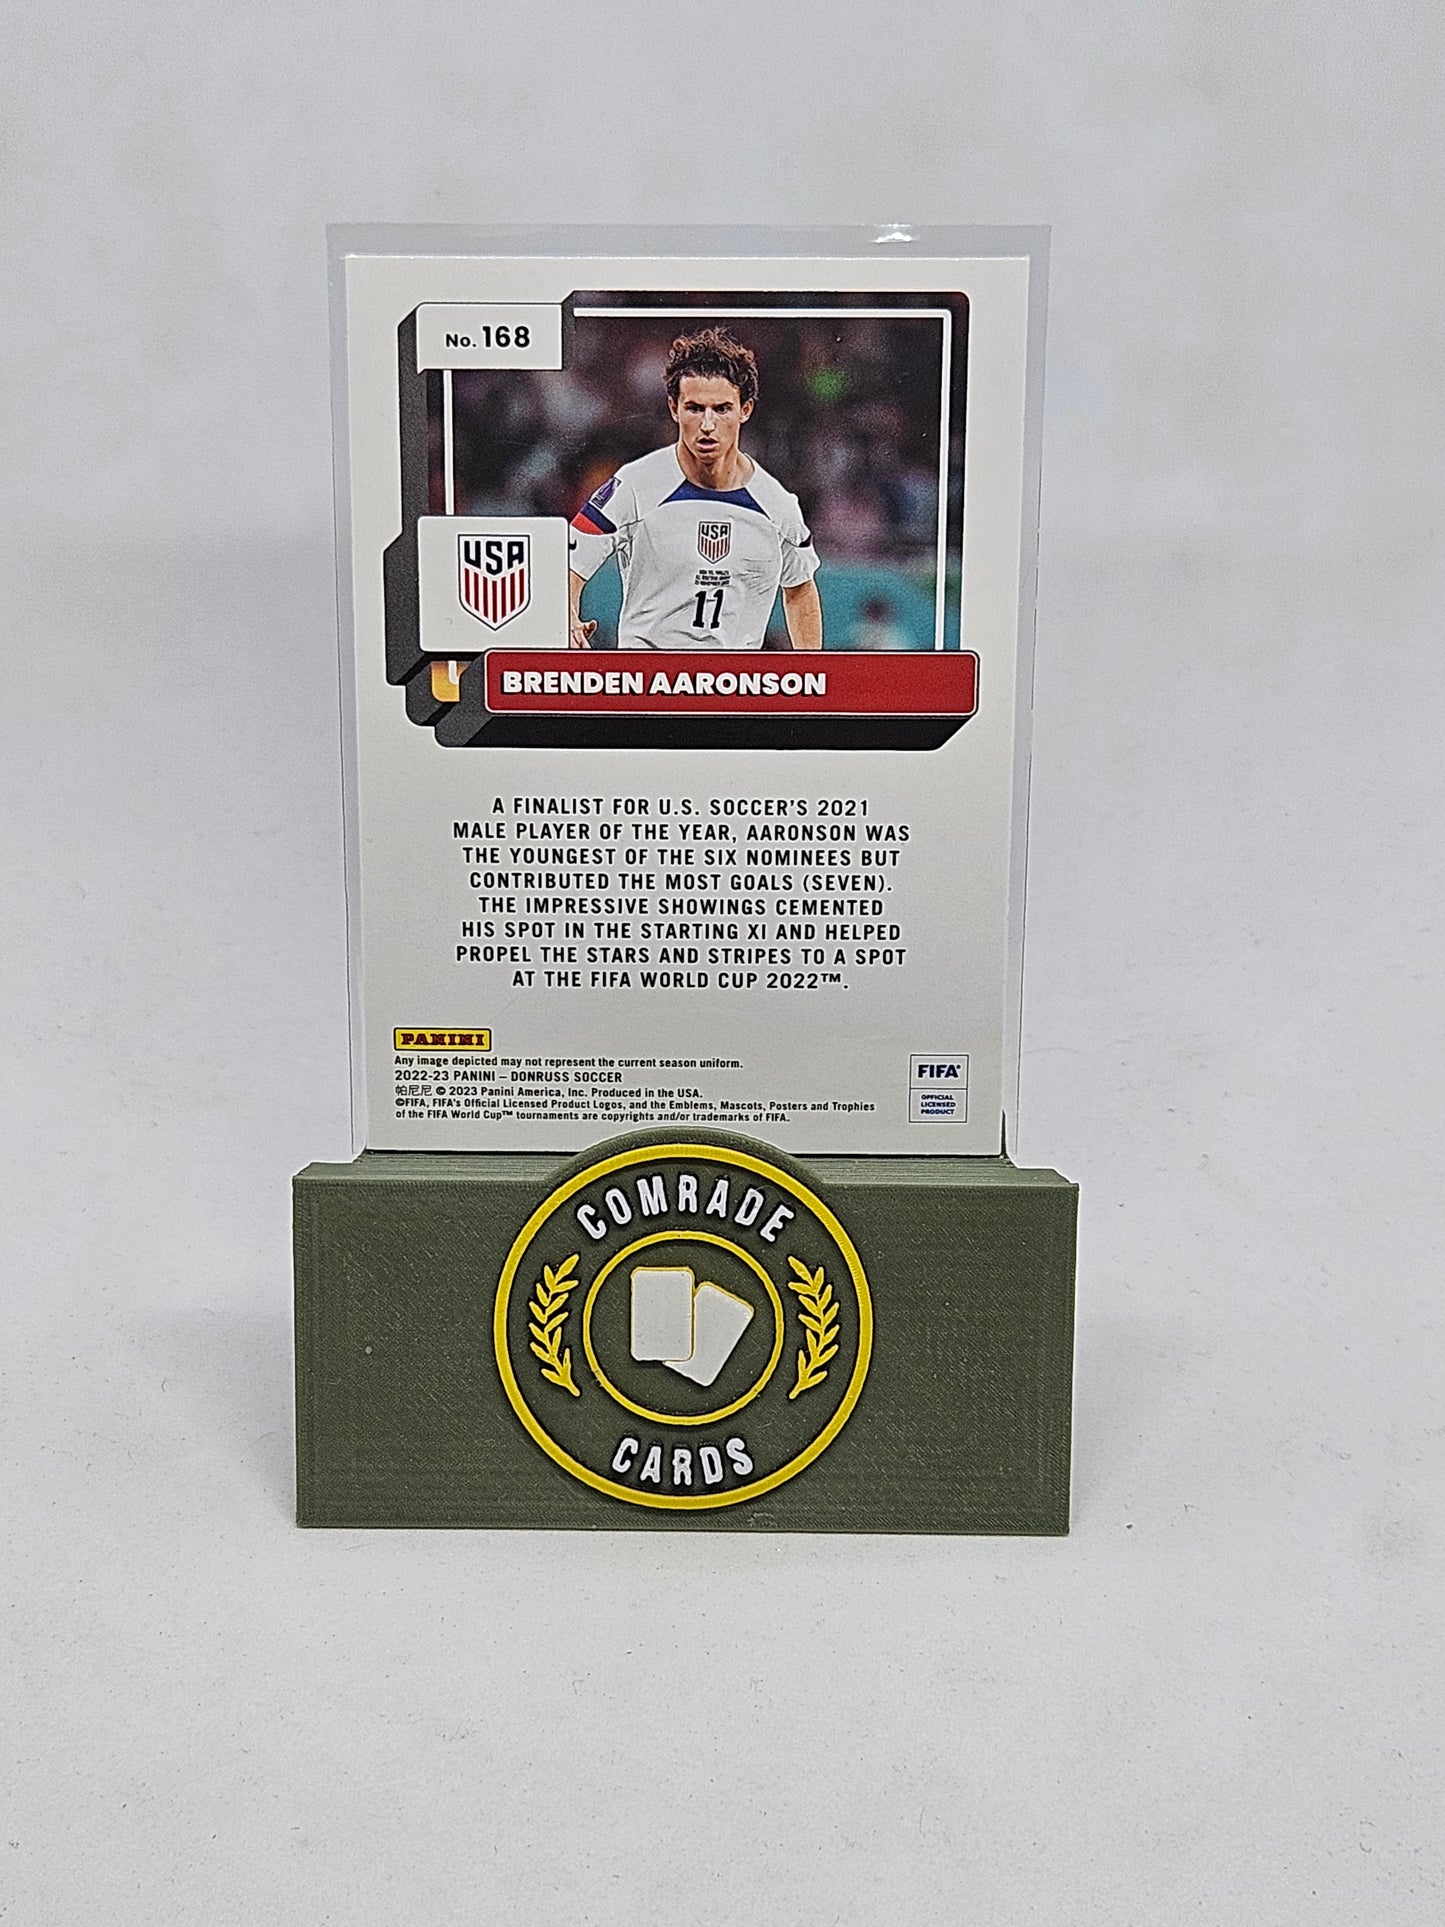 No. 168
USA
USA
11
BRENDEN AARONSON
A FINALIST FOR U.S. SOCCER'S 2021
MALE PLAYER OF THE YEAR, AARONSON WAS
THE YOUNGEST OF THE SIX NOMINEES BUT
CONTRIBUTED THE MOST GOALS (SEVEN).
THE IMPRESSIVE SHOWINGS CEMENTED
HIS SPOT IN THE STARTING XI AND HELPED
PROPEL THE STARS AND STRIPES TO A SPOT
AT THE FIFA WORLD CUP 2022™.
PANINI
Any image depicted may not represent the current season uniform.
2022-23 PANINI – DONRUSS SOCCER
帕尼尼 © 2023 Panini America, Inc. Produced in the USA.
©FIFA, FIFA's Official Licensed Product Logos, and the Emblems, Mascots, Posters and Trophies
of the FIFA World Cup™ tournaments are copyrights and/or trademarks of FIFA.
FIFA®
OFFICIAL
LICENSED
PRODUCT
COMRADE
CARDS